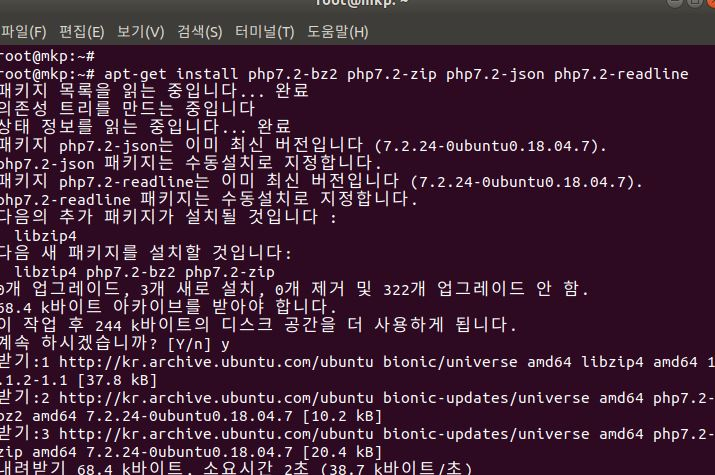 root@mkp: ~
파일(F) 편집(E) 보기(V) 검색(S) 터미널(T) 도움말(H)
root@mkp:~#
root@mkp:~# apt-get install php7.2-bz2 php7.2-zip php7.2-json php7.2-readline
패키지 목록을 읽는 중입니다... 완료
의존성 트리를 만드는 중입니다
상태 정보를 읽는 중입니다... 완료
패키지 php7.2-json는 이미 최신 버전입니다 (7.2.24-0ubuntu0.18.04.7).
php7.2-json 패키지는 수동설치로 지정합니다.
패키지 php7.2-readline는 이미 최신 버전입니다 (7.2.24-0ubuntu0.18.04.7).
php7.2-readline 패키지는 수동설치로 지정합니다.
다음의 추가 패키지가 설치될 것입니다 :
libzip4
다음 새 패키지를 설치할 것입니다:
libzip4 php7.2-bz2 php7.2-zip
0개 업그레이드, 3개 새로 설치, 0개 제거 및 322개 업그레이드 안 함.
68.4 k바이트 아카이브를 받아야 합니다.
이 작업 후 244 k바이트의 디스크 공간을 더 사용하게 됩니다.
계속 하시겠습니까? [Y/n] y
받기:1 http://kr.archive.ubuntu.com/ubuntu bionic/universe amd64 libzip4 amd64 1
.1.2-1.1 [37.8 kB]
받기:2 http://kr.archive.ubuntu.com/ubuntu bionic-updates/universe amd64 php7.2-
bz2 amd64 7.2.24-0ubuntu0.18.04.7 [10.2 kB]
받기:3 http://kr.archive.ubuntu.com/ubuntu bionic-updates/universe amd64 php7.2-
zip amd64 7.2.24-0ubuntu0.18.04.7 [20.4 kB]
내려받기 68.4 k바이트, 소요시간 2초 (38.7 k바이트/초)